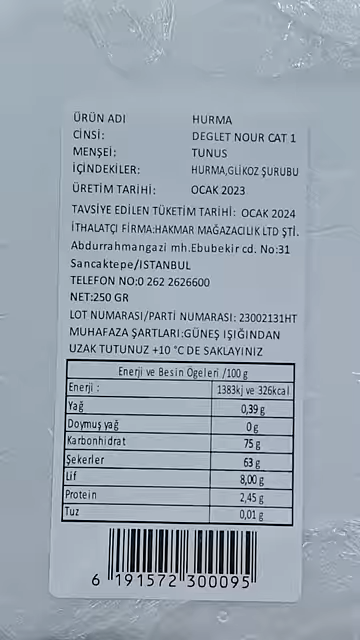 ÜRÜN ADI HURMA
CİNSİ: DEGLET NOUR CAT 1
MENŞEİ: TUNUS
İÇİNDEKİLER: HURMA,GLİKOZ ŞURUBU
ÜRETİM TARİHİ: OCAK 2023
TAVSİYE EDİLEN TÜKETİM TARİHİ: OCAK 2024
İTHALATÇI FİRMA:HAKMAR MAĞAZACILIK LTD ŞTİ.
Abdurrahmangazi mh.Ebubekir cd. No:31
Sancaktepe/ISTANBUL
TELEFON NO:0 262 2626600
NET:250 GR
LOT NUMARASI/PARTİ NUMARASI: 23002131HT
MUHAFAZA ŞARTLARI:GÜNEŞ IŞIĞINDAN
UZAK TUTUNUZ +10 °C DE SAKLAYINIZ
Enerji ve Besin Ögeleri /100 g
Enerji : 1383kj ve 326kcal
Yağ 0,39 g
Doymuş yağ 0 g
Karbonhidrat 75 g
Şekerler 63 g
Lif 8,00 g
Protein 2,45 g
Tuz 0,01 g
6 191572 300095